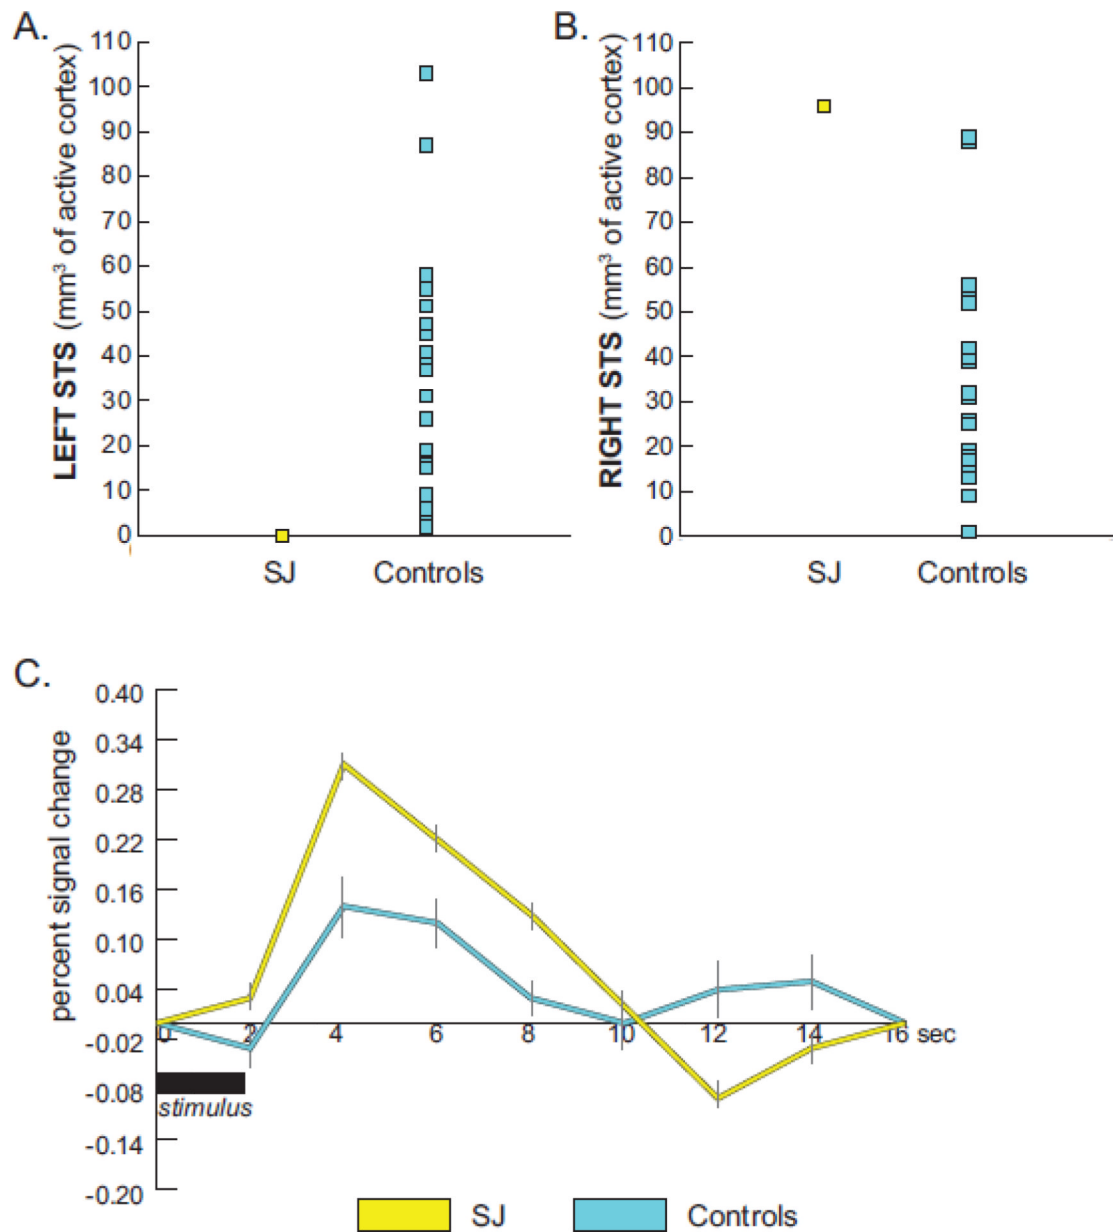 A.
LEFT STS (mm³ of active cortex)
110
100
90
80
70
60
50
40
30
20
10
0
SJ
Controls
B.
RIGHT STS (mm³ of active cortex)
110
100
90
80
70
60
50
40
30
20
10
0
SJ
Controls
C.
percent signal change
0.40
0.34
0.28
0.22
0.16
0.10
0.04
-0.02
-0.08
-0.14
-0.20
0 2 4 6 8 10 12 14 16 sec
stimulus
SJ
Controls